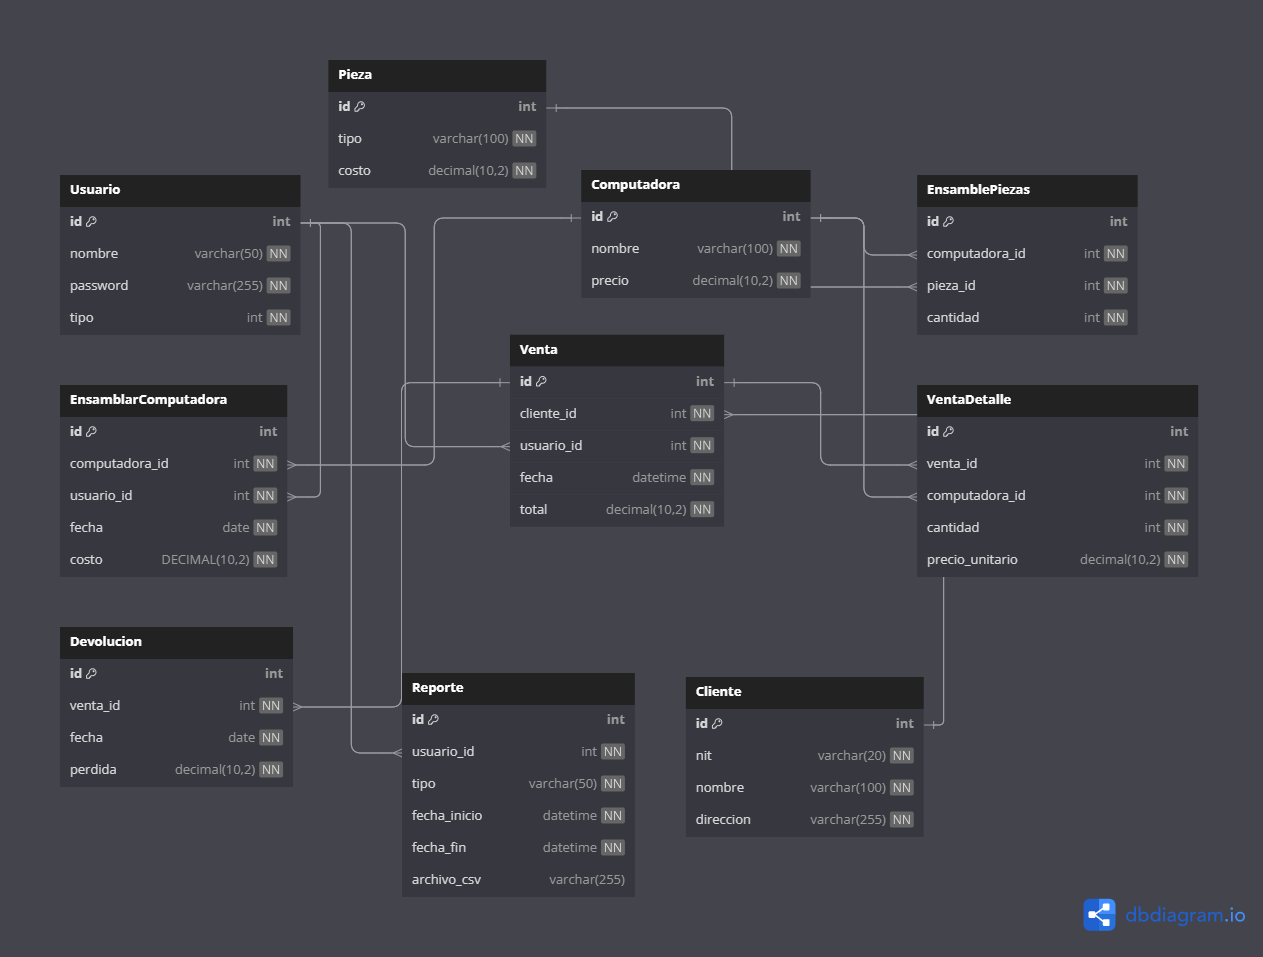 Pieza
id int
tipo varchar(100) NN
costo decimal(10,2) NN
Usuario
id int
nombre varchar(50) NN
password varchar(255) NN
tipo int NN
Computadora
id int
nombre varchar(100) NN
precio decimal(10,2) NN
EnsamblePiezas
id int
computadora_id int NN
pieza_id int NN
cantidad int NN
EnsamblarComputadora
id int
computadora_id int NN
usuario_id int NN
fecha date NN
costo DECIMAL(10,2) NN
Venta
id int
cliente_id int NN
usuario_id int NN
fecha datetime NN
total decimal(10,2) NN
VentaDetalle
id int
venta_id int NN
computadora_id int NN
cantidad int NN
precio_unitario decimal(10,2) NN
Devolucion
id int
venta_id int NN
fecha date NN
perdida decimal(10,2) NN
Reporte
id int
usuario_id int NN
tipo varchar(50) NN
fecha_inicio datetime NN
fecha_fin datetime NN
archivo_csv varchar(255)
Cliente
id int
nit varchar(20) NN
nombre varchar(100) NN
direccion varchar(255) NN
dbdiagram.io